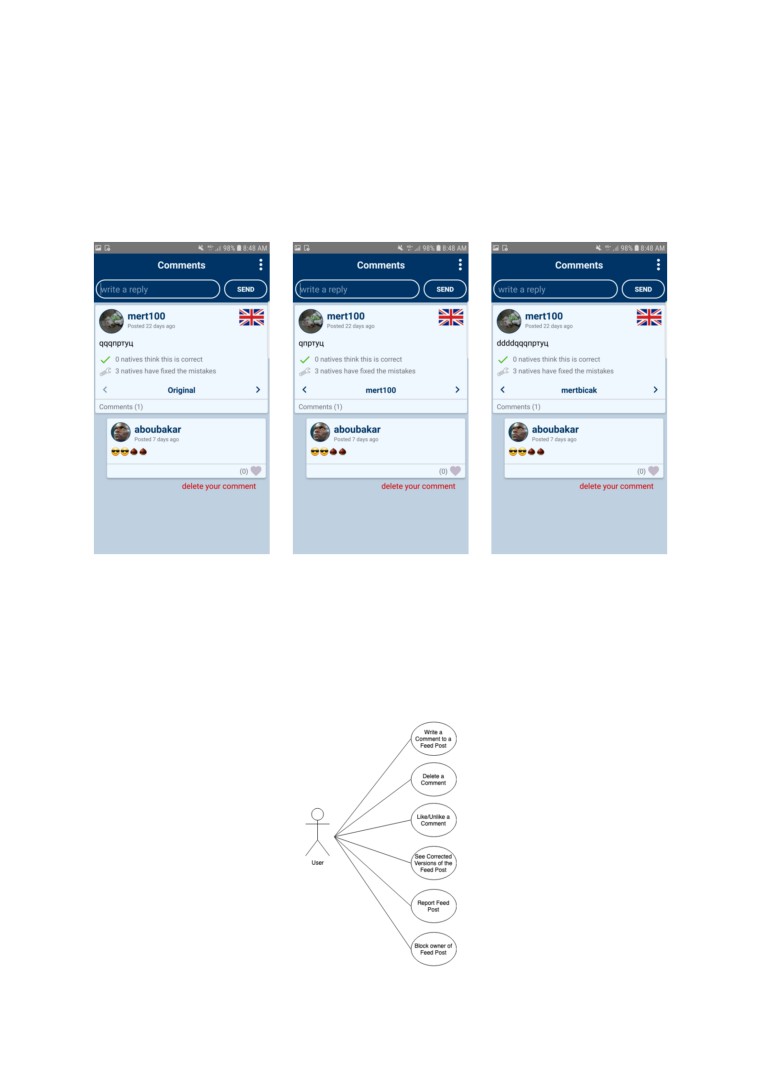 98% 8:48 AM
Comments
write a reply
SEND
mert100
Posted 22 days ago
qqqnpтyц
0 natives think this is correct
3 natives have fixed the mistakes
< Original >
Comments (1)
aboubakar
Posted 7 days ago
😎😎🌰🌰
(0)
delete your comment
98% 8:48 AM
Comments
write a reply
SEND
mert100
Posted 22 days ago
qnpтyц
0 natives think this is correct
3 natives have fixed the mistakes
< mert100 >
Comments (1)
aboubakar
Posted 7 days ago
😎😎🌰🌰
(0)
delete your comment
98% 8:48 AM
Comments
write a reply
SEND
mert100
Posted 22 days ago
ddddqqqnpтyц
0 natives think this is correct
3 natives have fixed the mistakes
< mertbicak >
Comments (1)
aboubakar
Posted 7 days ago
😎😎🌰🌰
(0)
delete your comment
Write a
Comment to a
Feed Post
Delete a
Comment
Like/Unlike a
Comment
See Corrected
Versions of the
Feed Post
Report Feed
Post
Block owner of
Feed Post
User